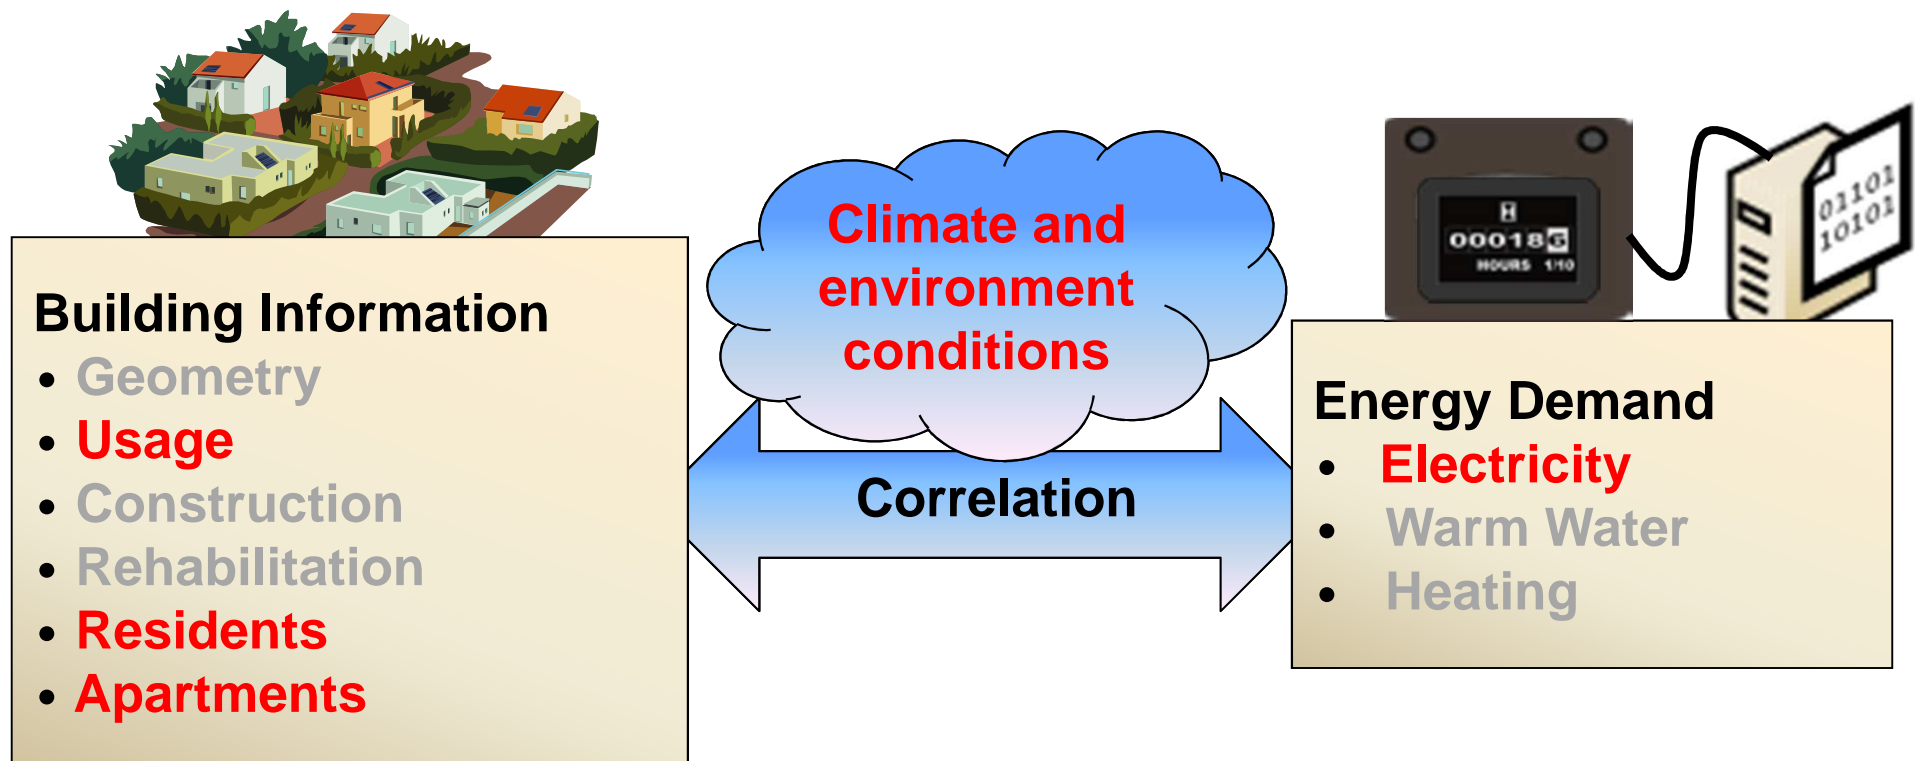 Climate and
environment
conditions
Building Information
• Geometry
• Usage
• Construction
• Rehabilitation
• Residents
• Apartments
Correlation
H
000186
HOURS 1/10
01101
10101
Energy Demand
• Electricity
• Warm Water
• Heating